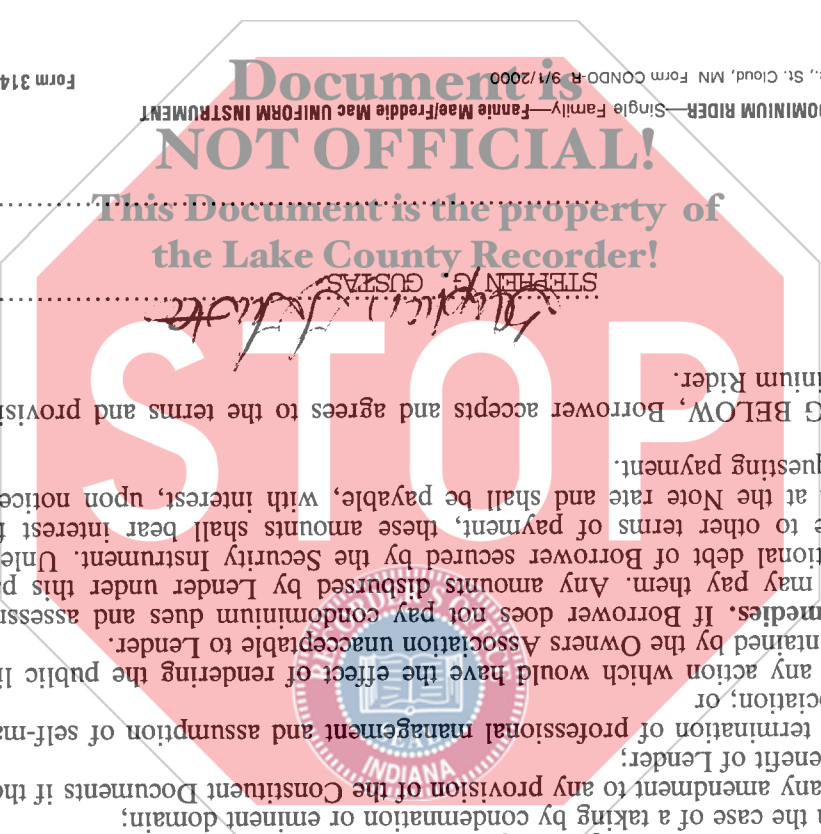 Document is
NOT OFFICIAL!
This Document is the property of
the Lake County Recorder!
STOP
RECORDER'S
SEAL
INDIANA
the case of a taking by condemnation or eminent domain;
any amendment to any provision of the Constituent Documents if the
enefit of Lender;
termination of professional management and assumption of self-ma
ciation; or
any action which would have the effect of rendering the public li
ntained by the Owners Association unacceptable to Lender.
medies. If Borrower does not pay condominium dues and assessm
may pay them. Any amounts disbursed by Lender under this pa
tional debt of Borrower secured by the Security Instrument. Unle
e to other terms of payment, these amounts shall bear interest f
at the Note rate and shall be payable, with interest, upon notice
questing payment.
G BELOW, Borrower accepts and agrees to the terms and provisi
inium Rider.
STEPHEN G. GUSTAS
DOMINIUM RIDER—Single Family—Fannie Mae/Freddie Mac UNIFORM INSTRUMENT
St. Cloud, MN Form CONDO-R 9/1/2000 Form 314